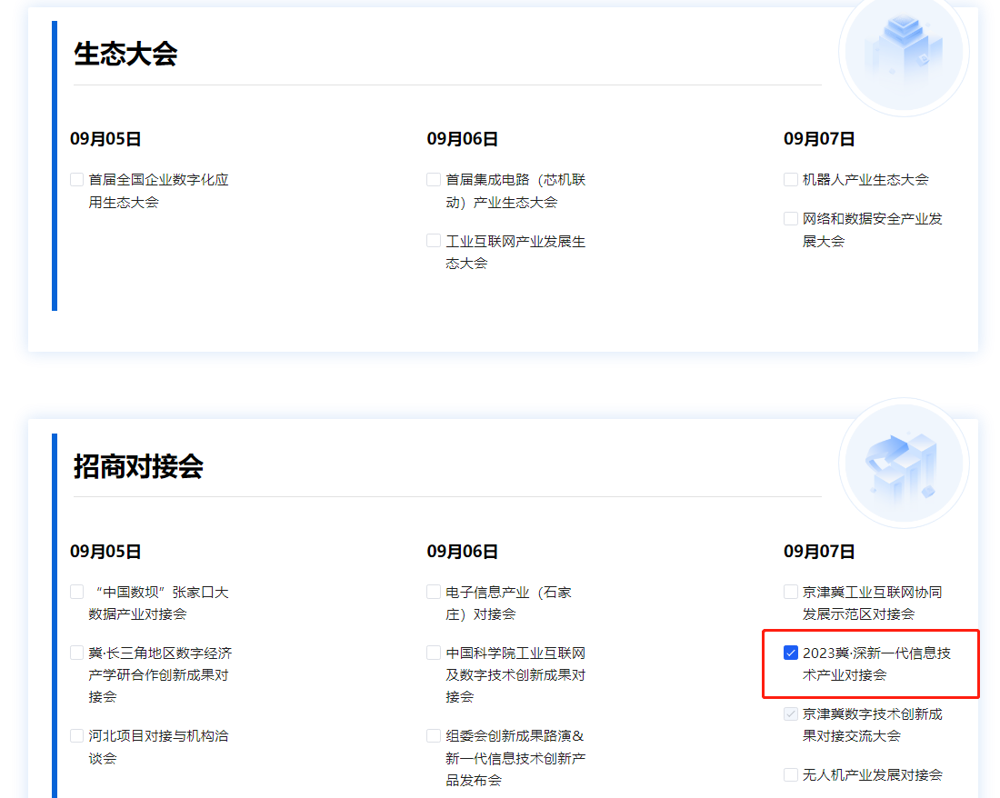 生态大会
09月05日
首届全国企业数字化应
用生态大会
09月06日
首届集成电路（芯机联
动）产业生态大会
工业互联网产业发展生
态大会
09月07日
机器人产业生态大会
网络和数据安全产业发
展大会
招商对接会
09月05日
“中国数坝”张家口大
数据产业对接会
冀·长三角地区数字经济
产学研合作创新成果对
接会
河北项目对接与机构洽
谈会
09月06日
电子信息产业（石家
庄）对接会
中国科学院工业互联网
及数字技术创新成果对
接会
组委会创新成果路演&
新一代信息技术创新产
品发布会
09月07日
京津冀工业互联网协同
发展示范区对接会
2023冀·深新一代信息技
术产业对接会
京津冀数字技术创新成
果对接交流大会
无人机产业发展对接会